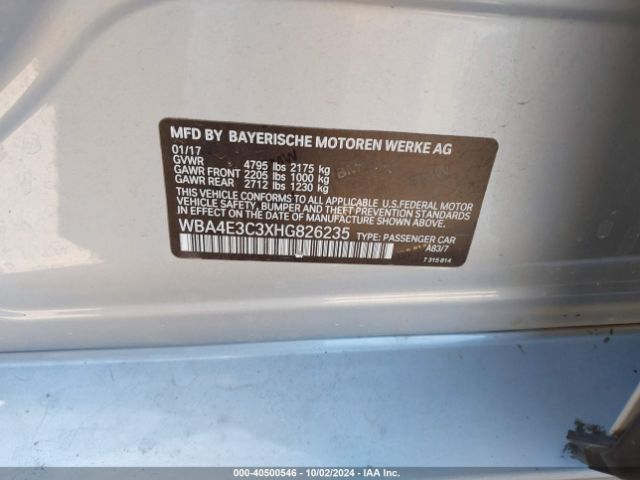 MFD BY BAYERISCHE MOTOREN WERKE AG
01/17
GVWR 4795 lbs 2175 kg
GAWR FRONT 2205 lbs 1000 kg
GAWR REAR 2712 lbs 1230 kg
THIS VEHICLE CONFORMS TO ALL APPLICABLE U.S. FEDERAL MOTOR
VEHICLE SAFETY, BUMPER, AND THEFT PREVENTION STANDARDS
IN EFFECT ON THE DATE OF MANUFACTURE SHOWN ABOVE.
WBA4E3C3XHG826235 TYPE: PASSENGER CAR
A83/7
7 315 814
000-40500546 - 10/02/2024 - IAA Inc.